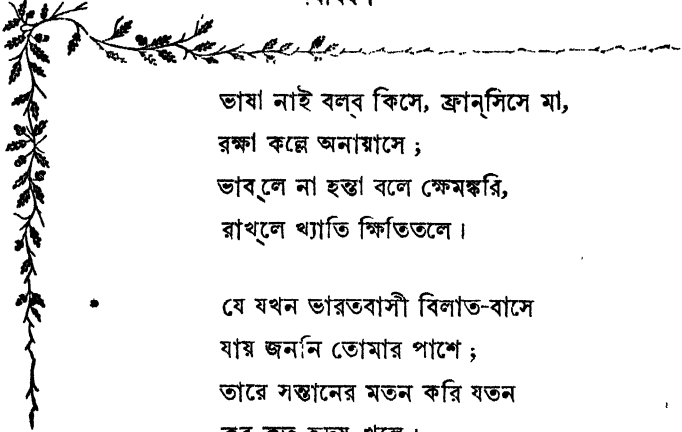 ভাষা নাই বল্‌ব কিসে, ফ্রান্‌সিসে মা,
রক্ষা কল্লে অনায়াসে ;
ভাব্‌লে না হন্তা বলে ক্ষেমঙ্করি,
রাখ্‌লে খ্যাতি ক্ষিতিতলে ।
* যে যখন ভারতবাসী বিলাত-বাসে
যায় জননি তোমার পাশে ;
তারে সন্তানের মতন করি যতন